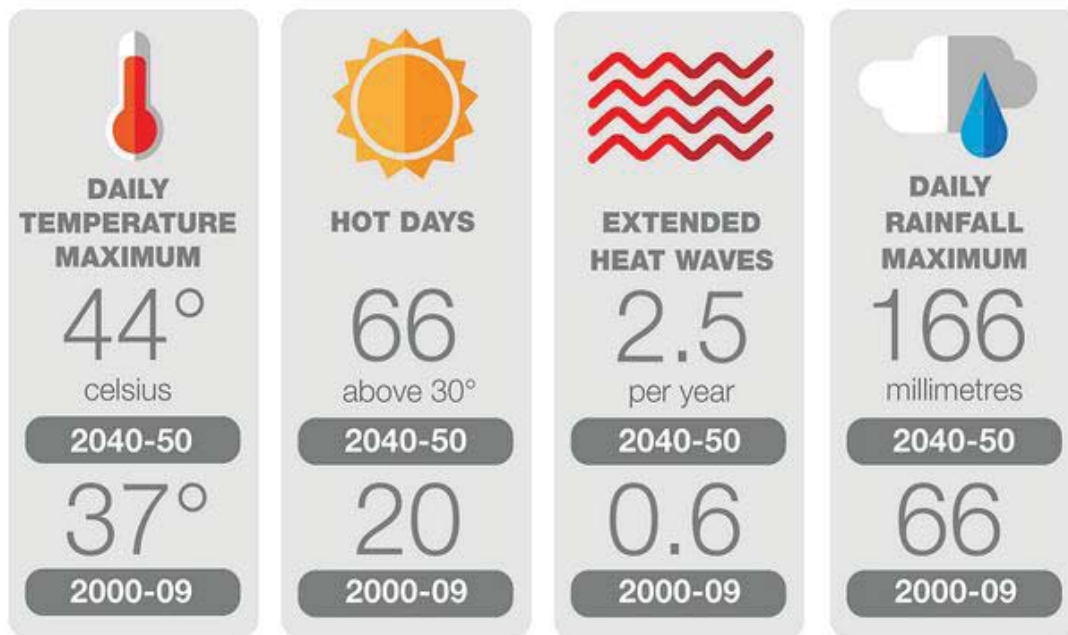 DAILY
TEMPERATURE
MAXIMUM
44°
celsius
2040-50
37°
2000-09
HOT DAYS
66
above 30°
2040-50
20
2000-09
EXTENDED
HEAT WAVES
2.5
per year
2040-50
0.6
2000-09
DAILY
RAINFALL
MAXIMUM
166
millimetres
2040-50
66
2000-09